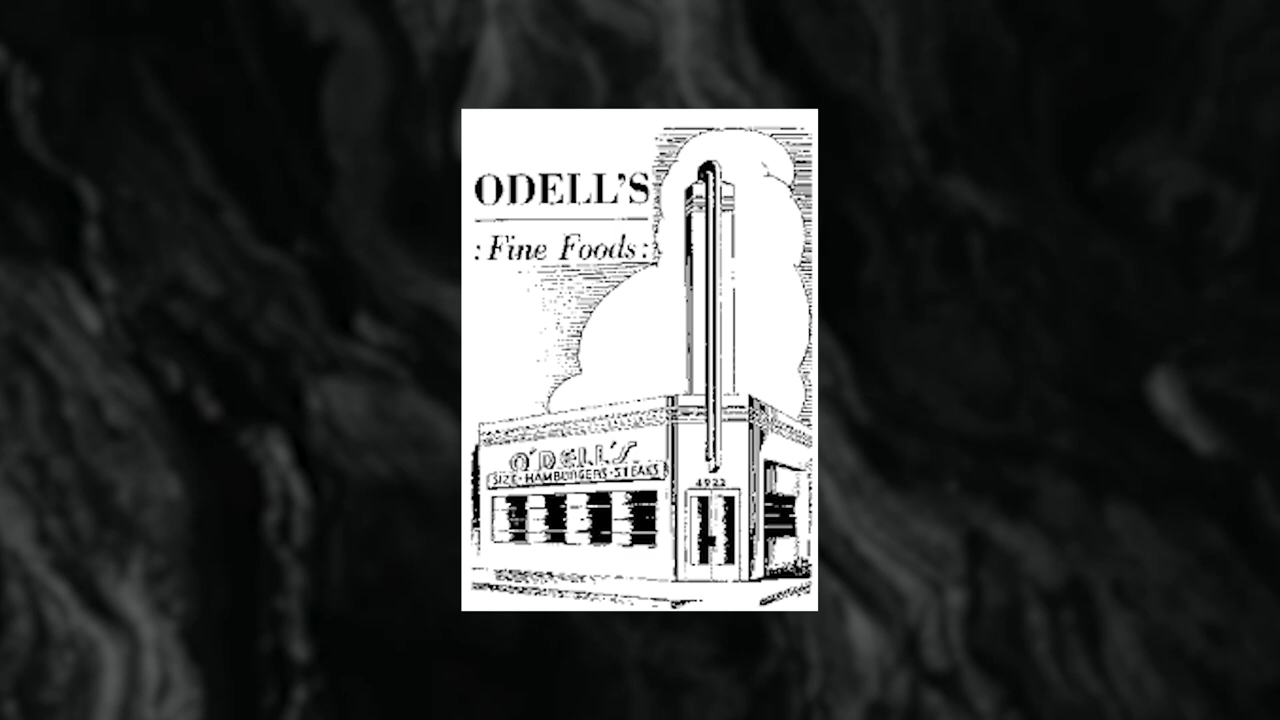 ODELL'S
: Fine Foods :
O'DELL'S
SIZE · HAMBURGERS · STEAKS
4922